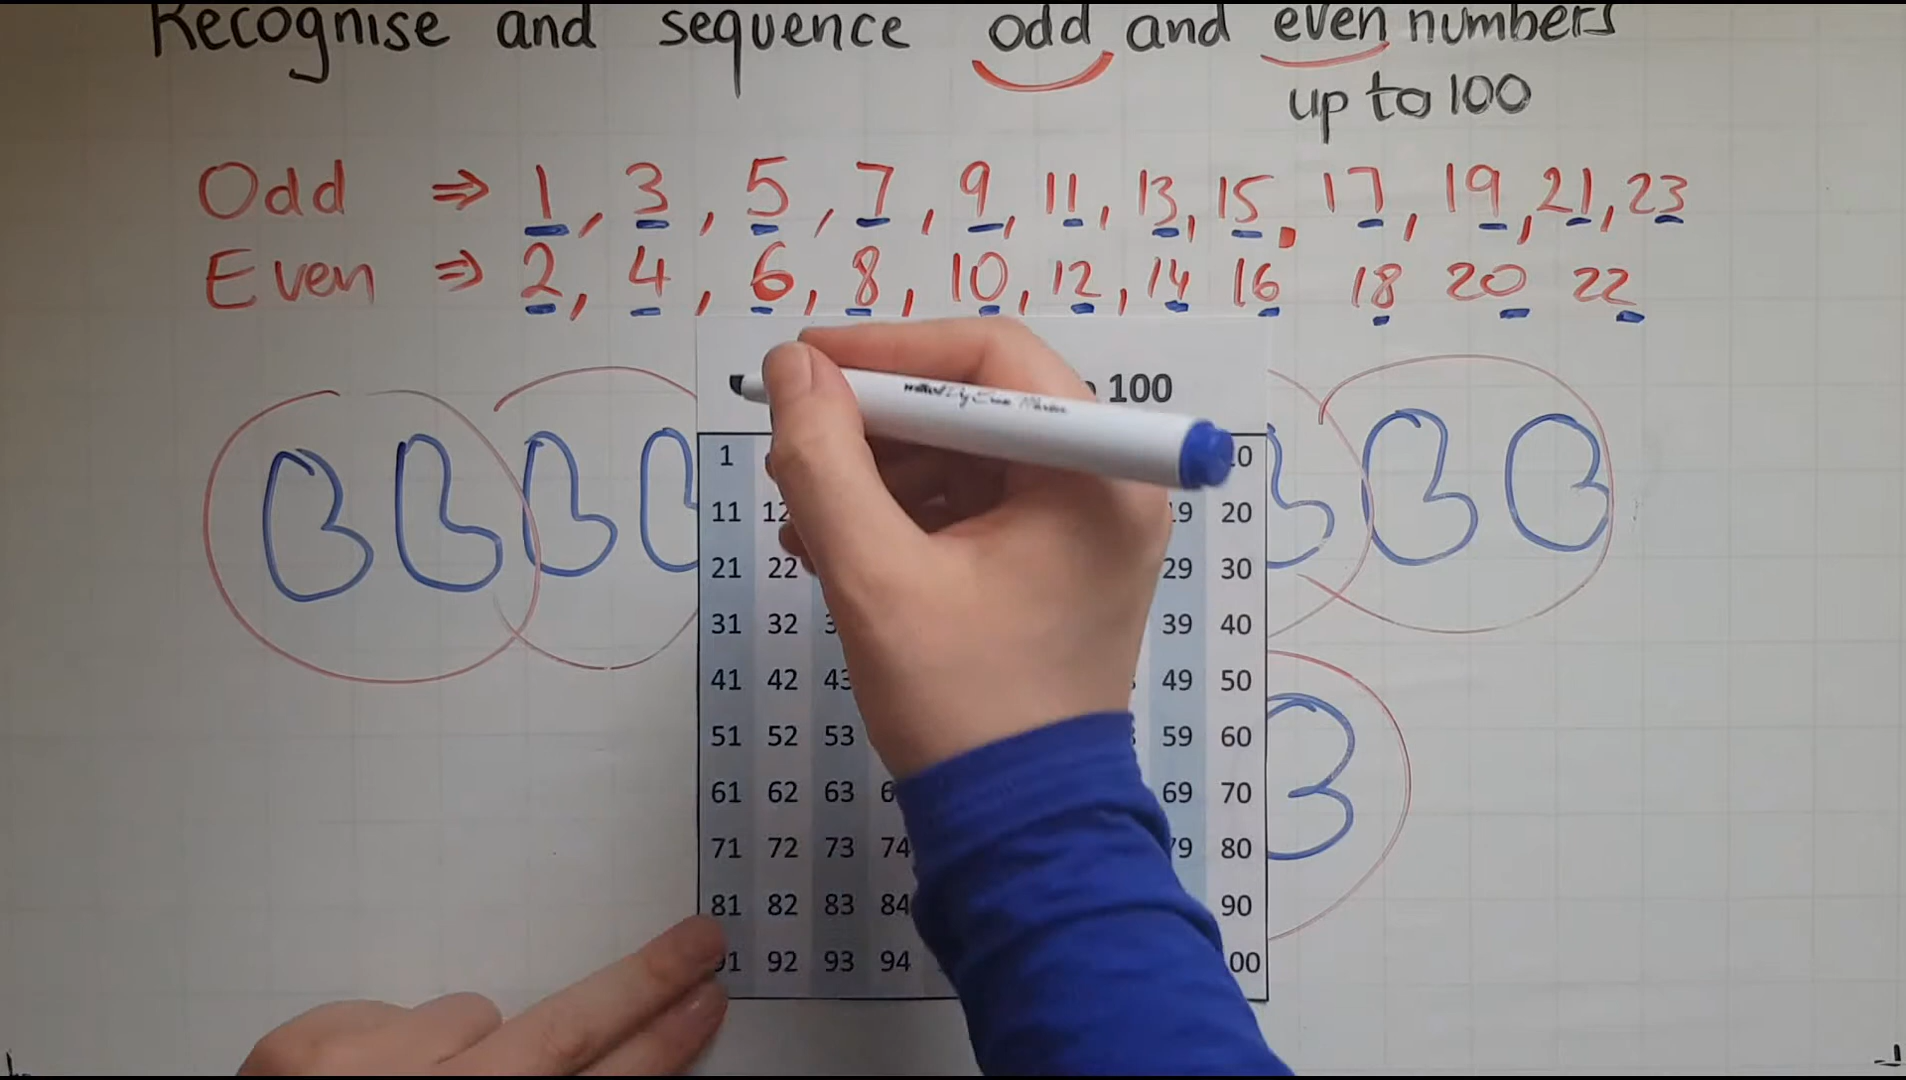 Recognise and sequence odd and even numbers
up to 100
Odd ⇒ 1, 3, 5, 7, 9, 11, 13, 15, 17, 19, 21, 23
Even ⇒ 2, 4, 6, 8, 10, 12, 14 16 18 20 22
100
1
11 12 19 20
21 22 29 30
31 32 39 40
41 42 43 49 50
51 52 53 59 60
61 62 63 69 70
71 72 73 74 79 80
81 82 83 84 90
91 92 93 94